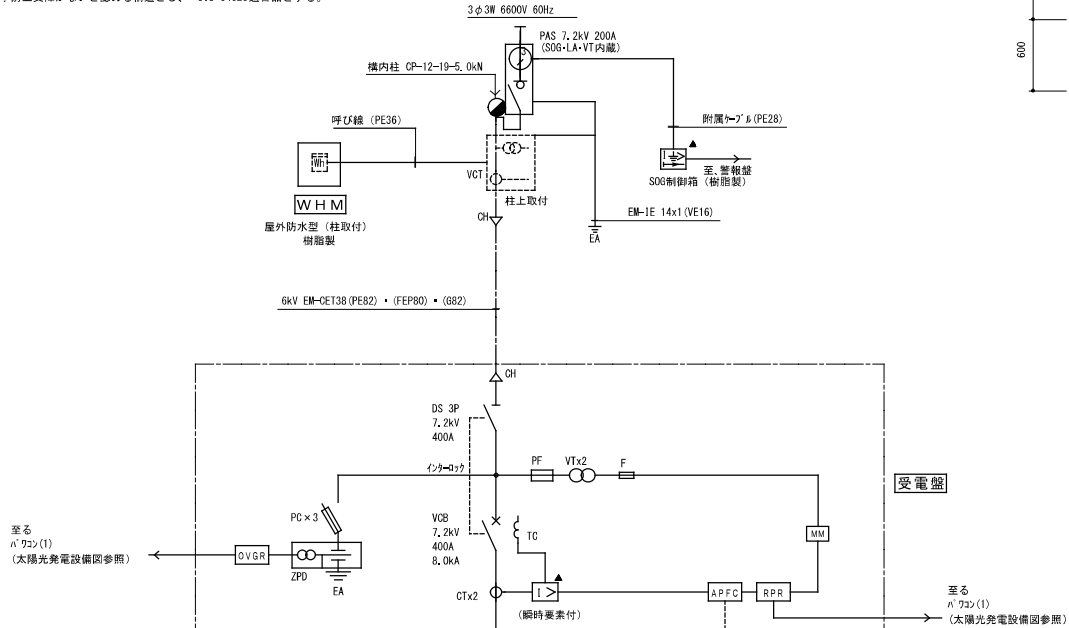 3φ3W 6600V 60Hz
PAS 7.2kV 200A
(SOG・LA・VT内蔵)
600
構内柱 CP-12-19-5.0kN
呼び線 (PE36)
附属ｹｰﾌﾞﾙ(PE28)
Wh
VCT
I
至、警報盤
SOG制御箱 (樹脂製)
WHM
柱上取付
屋外防水型 (柱取付)
樹脂製
CH
EM-IE 14x1(VE16)
EA
6kV EM-CET38(PE82) ・ (FEP80) ・ (G82)
CH
DS 3P
7.2kV
400A
ｲﾝﾀｰﾛｯｸ
PF
VTx2
F
受電盤
PC×3
VCB
7.2kV
400A
8.0kA
TC
MM
至る
ﾊﾟﾜｺﾝ(1)
(太陽光発電設備図参照)
OVGR
ZPD
EA
CTx2
I >
(瞬時要素付)
APFC
RPR
至る
ﾊﾟﾜｺﾝ(1)
(太陽光発電設備図参照)